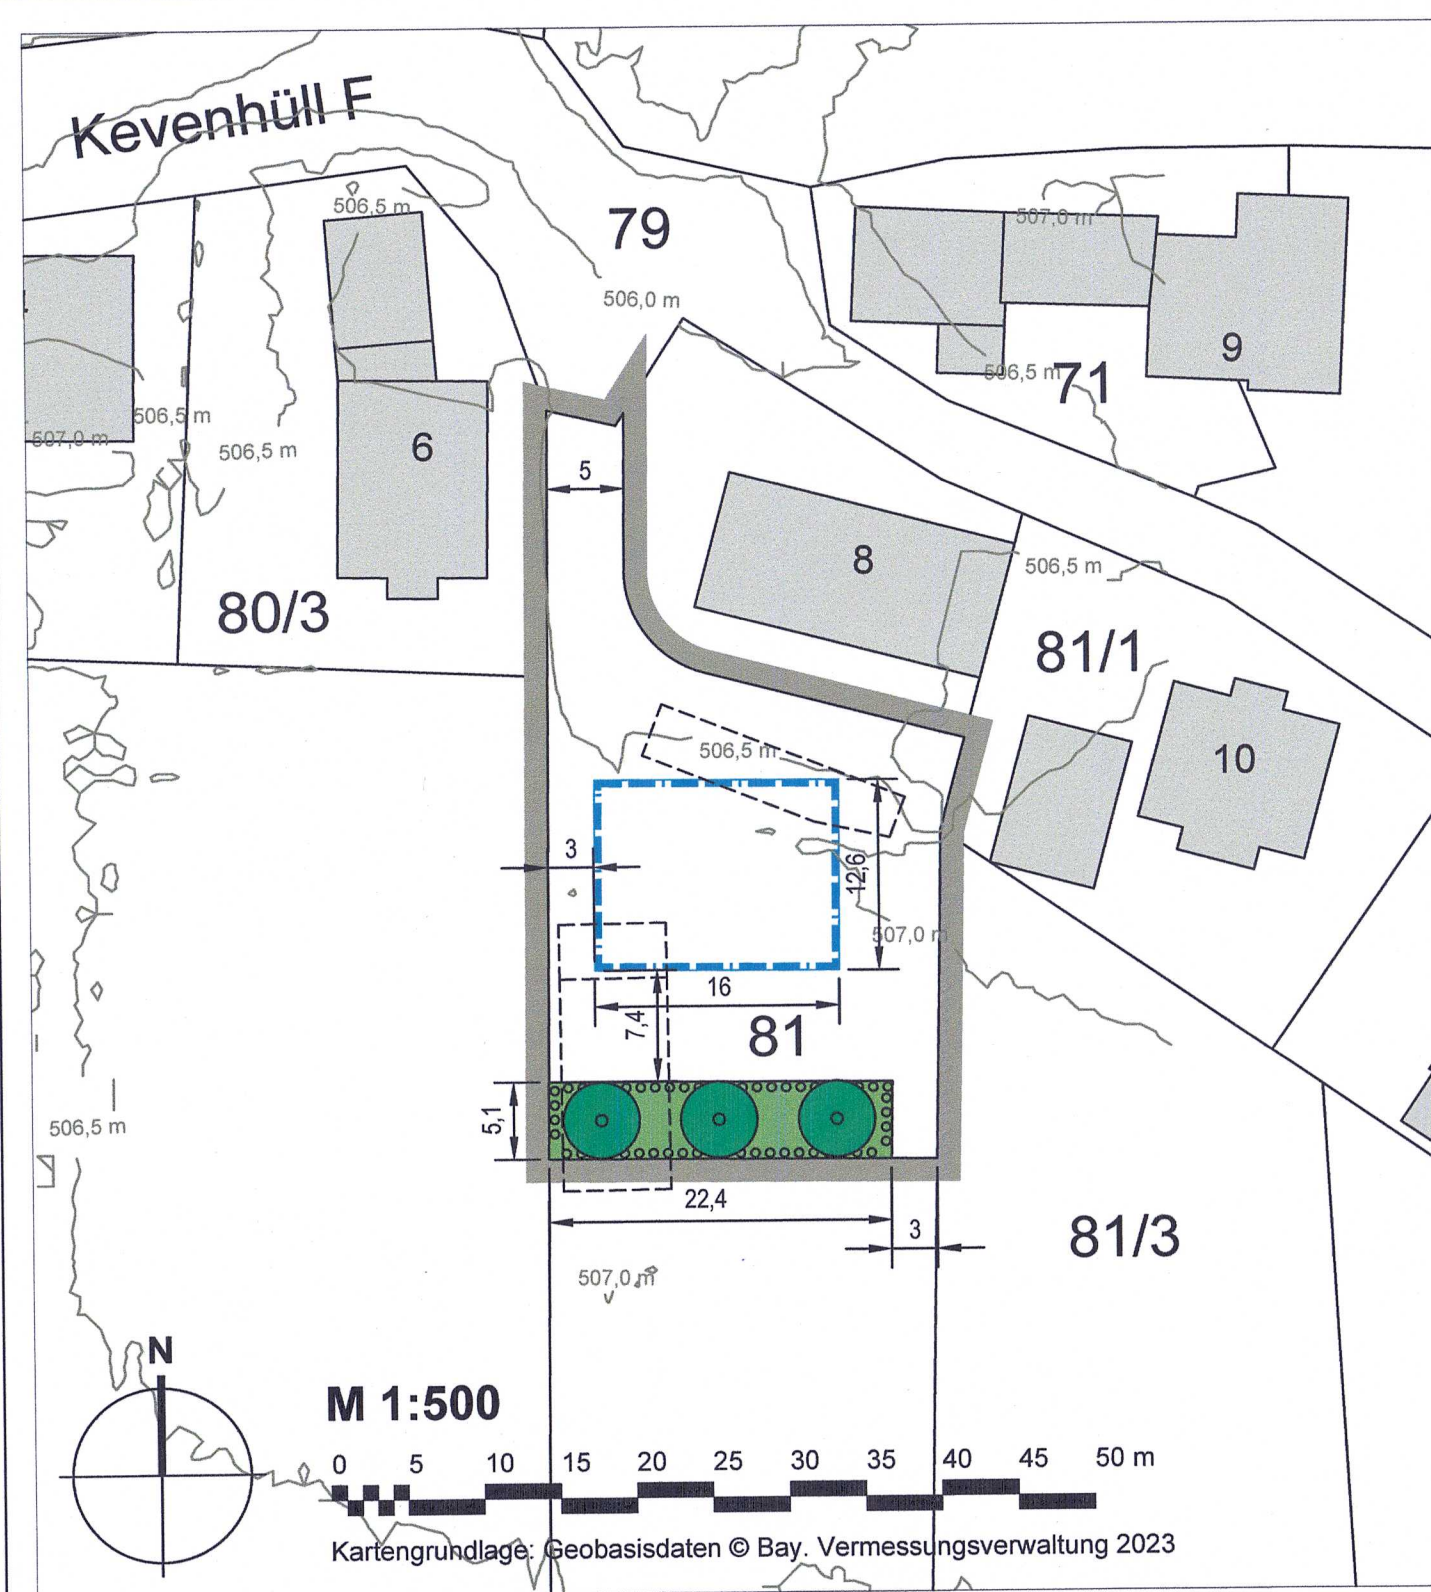 Kevenhüll F
506,5 m
79
507,0 m
506,0 m
9
506,5 m
71
506,5 m
507,0 m
506,5 m
6
5
8
506,5 m
80/3
81/1
506,5 m
10
3
12,6
507,0 m
16
7,4
81
5,1
506,5 m
22,4
3
81/3
507,0 m
N
M 1:500
0 5 10 15 20 25 30 35 40 45 50 m
Kartengrundlage: Geobasisdaten © Bay. Vermessungsverwaltung 2023